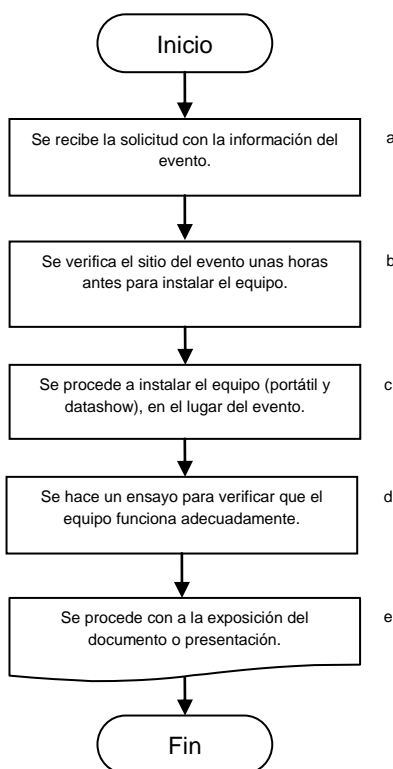 Inicio
Se recibe la solicitud con la información del
evento.
a
Se verifica el sitio del evento unas horas
antes para instalar el equipo.
b
Se procede a instalar el equipo (portátil y
datashow), en el lugar del evento.
c
Se hace un ensayo para verificar que el
equipo funciona adecuadamente.
d
Se procede con a la exposición del
documento o presentación.
e
Fin